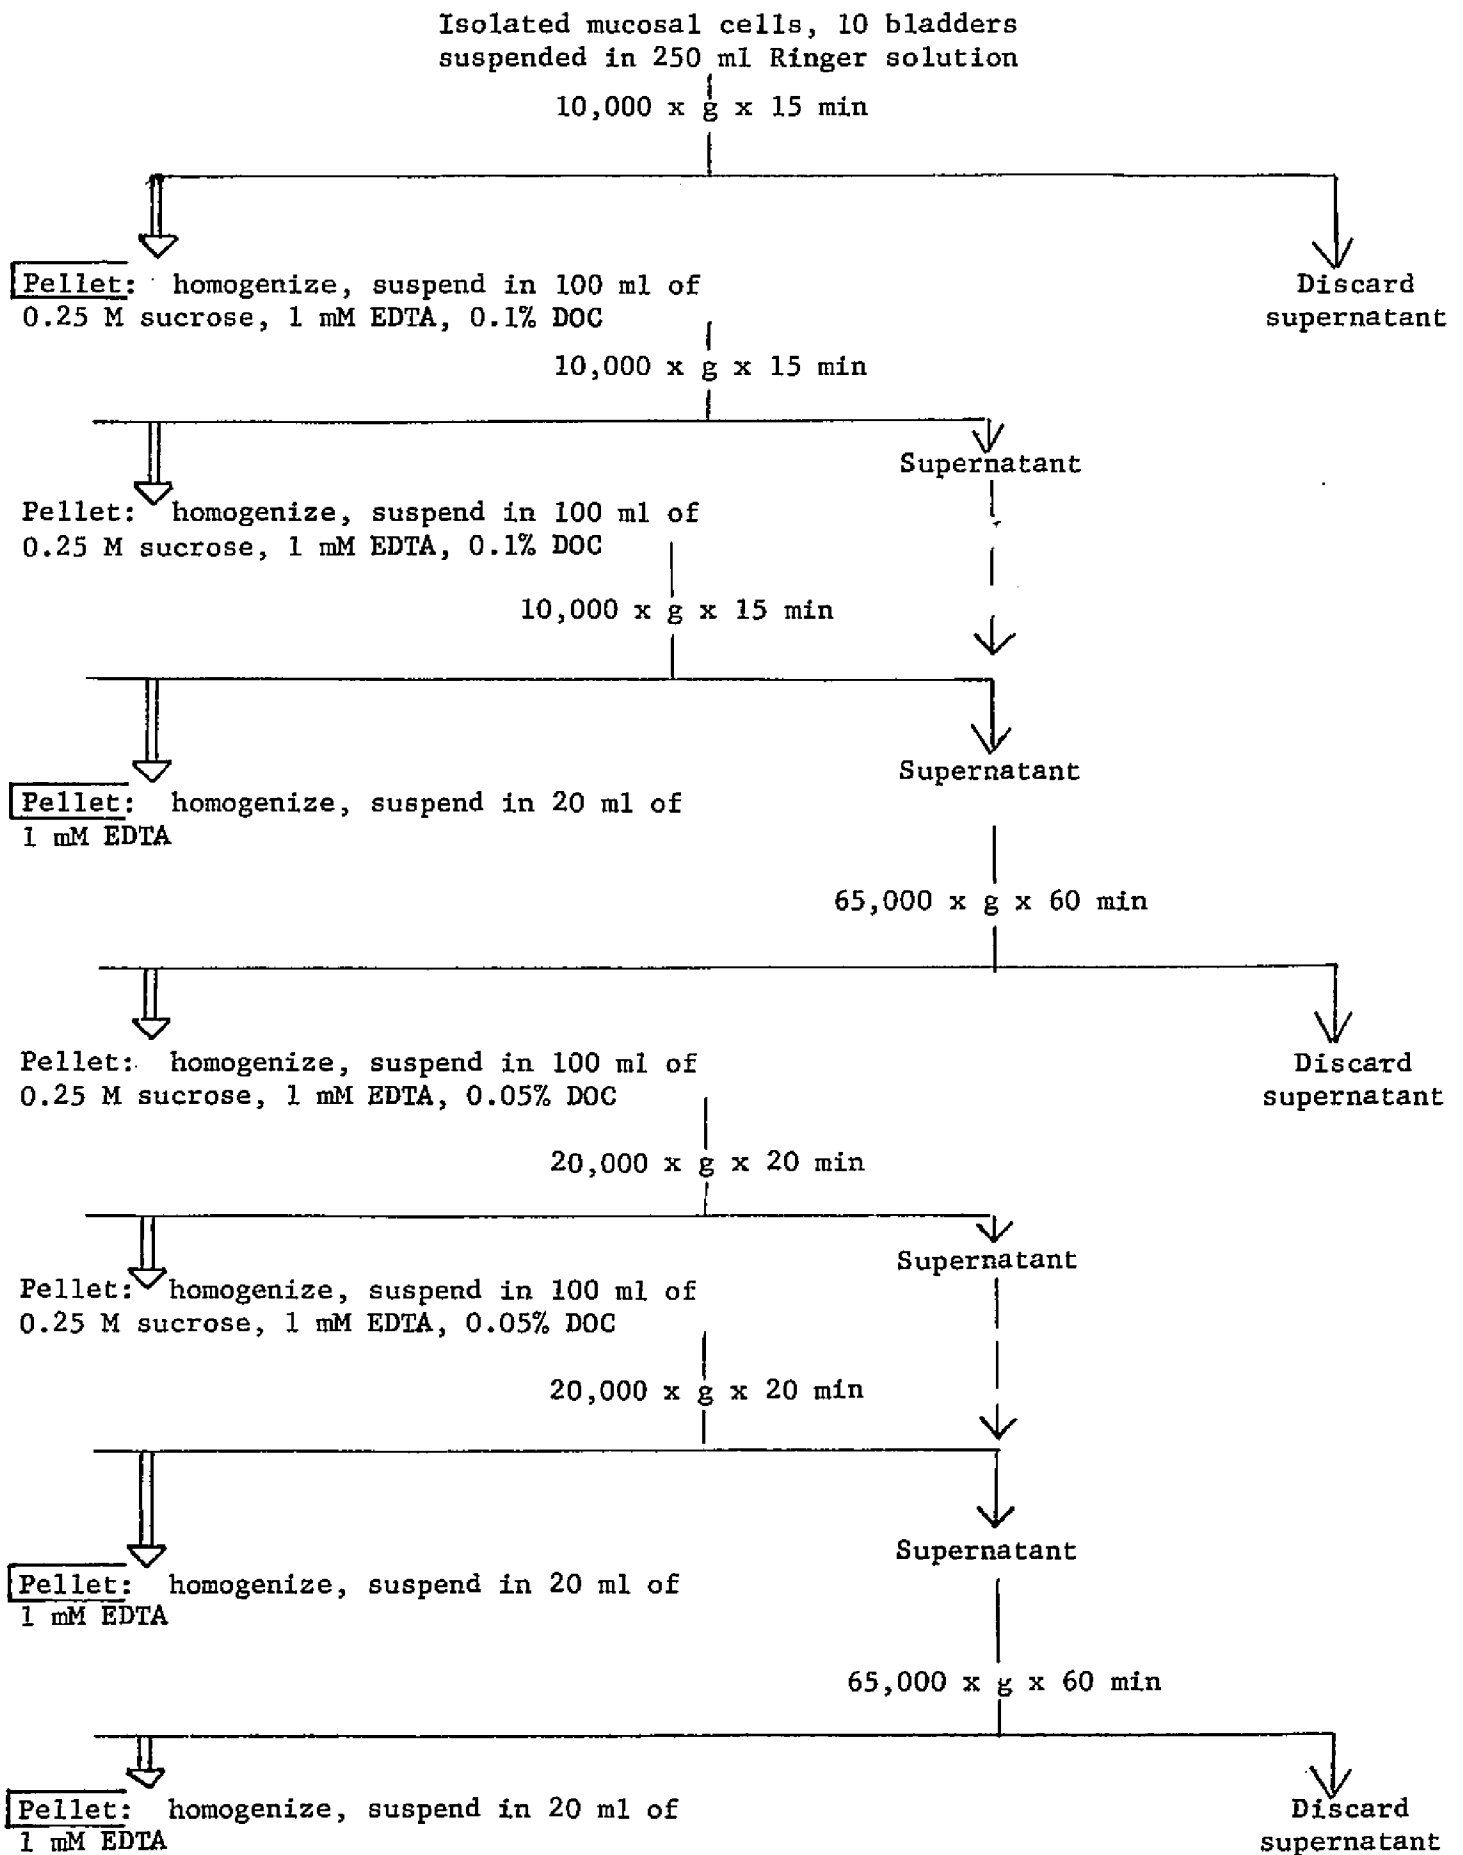 Isolated mucosal cells, 10 bladders
suspended in 250 ml Ringer solution
10,000 x g x 15 min
Pellet: homogenize, suspend in 100 ml of
0.25 M sucrose, 1 mM EDTA, 0.1% DOC
Discard
supernatant
10,000 x g x 15 min
Supernatant
Pellet: homogenize, suspend in 100 ml of
0.25 M sucrose, 1 mM EDTA, 0.1% DOC
10,000 x g x 15 min
Supernatant
Pellet: homogenize, suspend in 20 ml of
1 mM EDTA
65,000 x g x 60 min
Pellet: homogenize, suspend in 100 ml of
0.25 M sucrose, 1 mM EDTA, 0.05% DOC
Discard
supernatant
20,000 x g x 20 min
Supernatant
Pellet: homogenize, suspend in 100 ml of
0.25 M sucrose, 1 mM EDTA, 0.05% DOC
20,000 x g x 20 min
Supernatant
Pellet: homogenize, suspend in 20 ml of
1 mM EDTA
65,000 x g x 60 min
Pellet: homogenize, suspend in 20 ml of
1 mM EDTA
Discard
supernatant